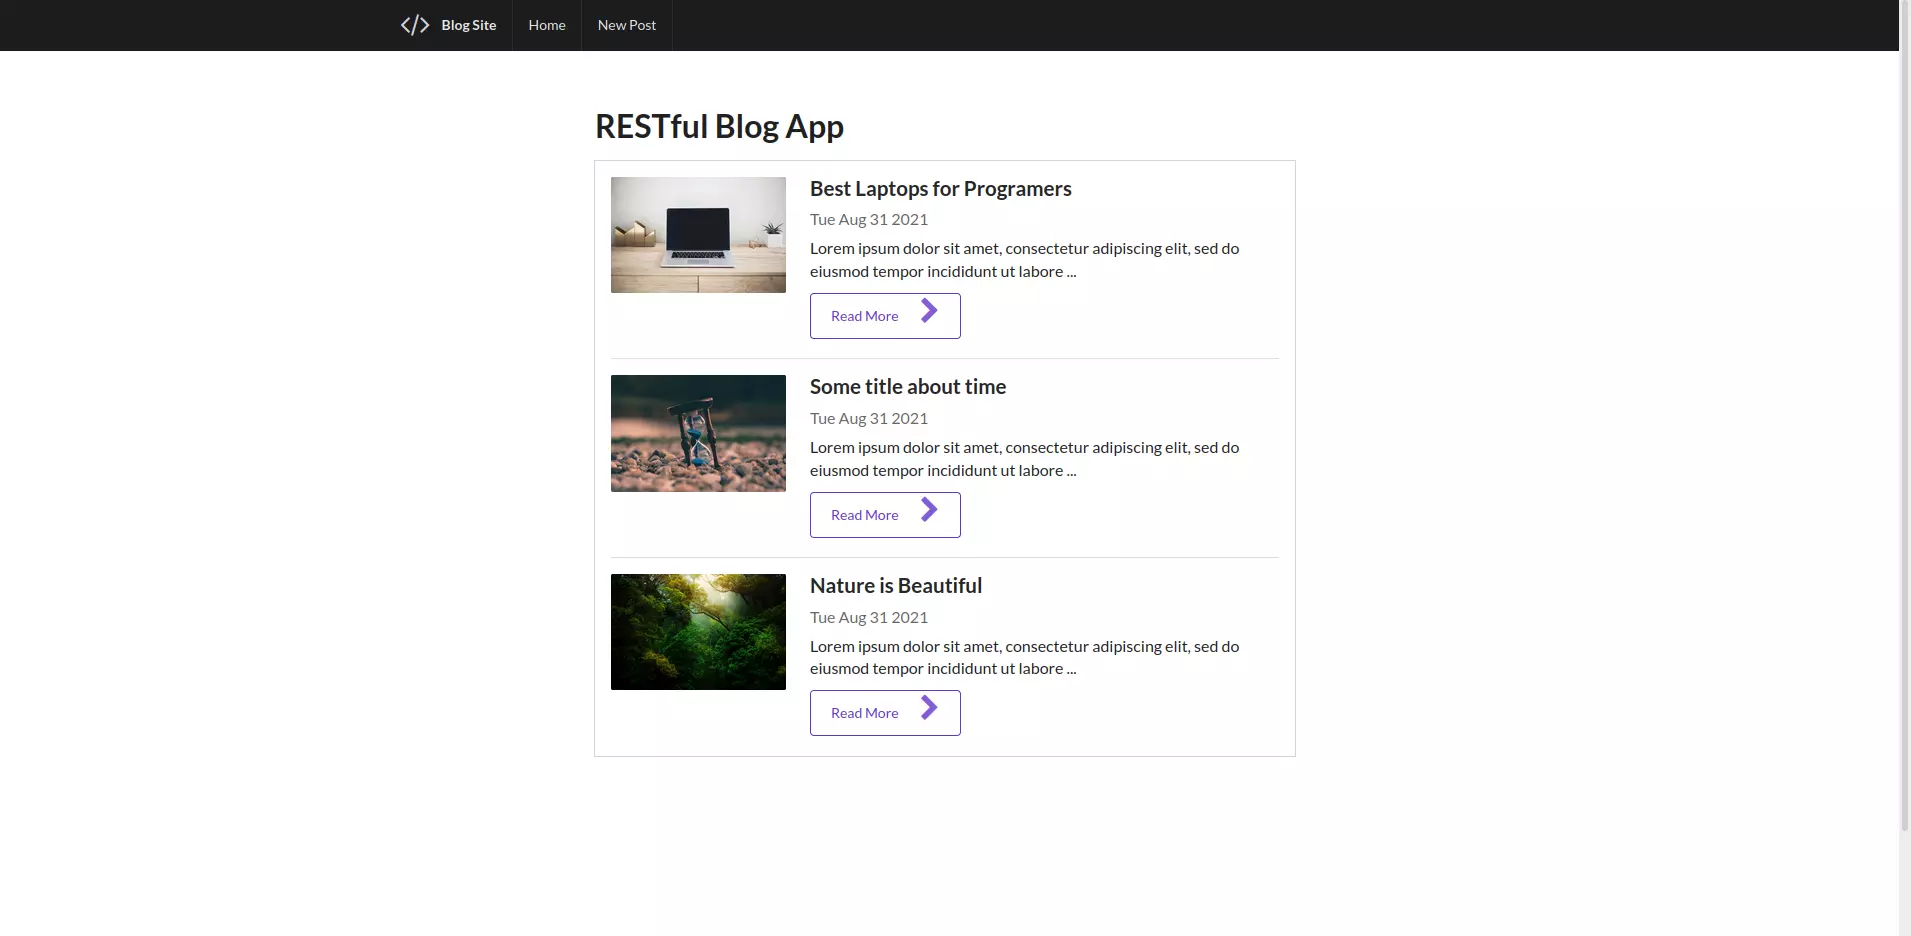 </> Blog Site Home New Post
RESTful Blog App
Best Laptops for Programers
Tue Aug 31 2021
Lorem ipsum dolor sit amet, consectetur adipiscing elit, sed do
eiusmod tempor incididunt ut labore ...
Read More
Some title about time
Tue Aug 31 2021
Lorem ipsum dolor sit amet, consectetur adipiscing elit, sed do
eiusmod tempor incididunt ut labore ...
Read More
Nature is Beautiful
Tue Aug 31 2021
Lorem ipsum dolor sit amet, consectetur adipiscing elit, sed do
eiusmod tempor incididunt ut labore ...
Read More